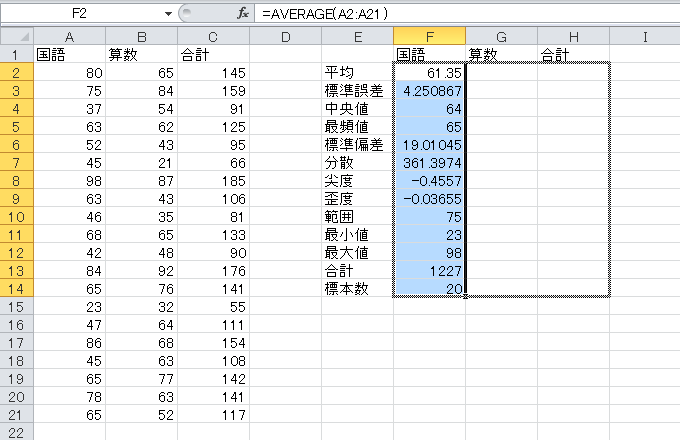 F2 fx =AVERAGE(A2:A21)
A B C D E F G H I
1 国語 算数 合計 国語 算数 合計
2 80 65 145 平均 61.35
3 75 84 159 標準誤差 4.250867
4 37 54 91 中央値 64
5 63 62 125 最頻値 65
6 52 43 95 標準偏差 19.01045
7 45 21 66 分散 361.3974
8 98 87 185 尖度 -0.4557
9 63 43 106 歪度 -0.03655
10 46 35 81 範囲 75
11 68 65 133 最小値 23
12 42 48 90 最大値 98
13 84 92 176 合計 1227
14 65 76 141 標本数 20
15 23 32 55
16 47 64 111
17 86 68 154
18 45 63 108
19 65 77 142
20 78 63 141
21 65 52 117
22